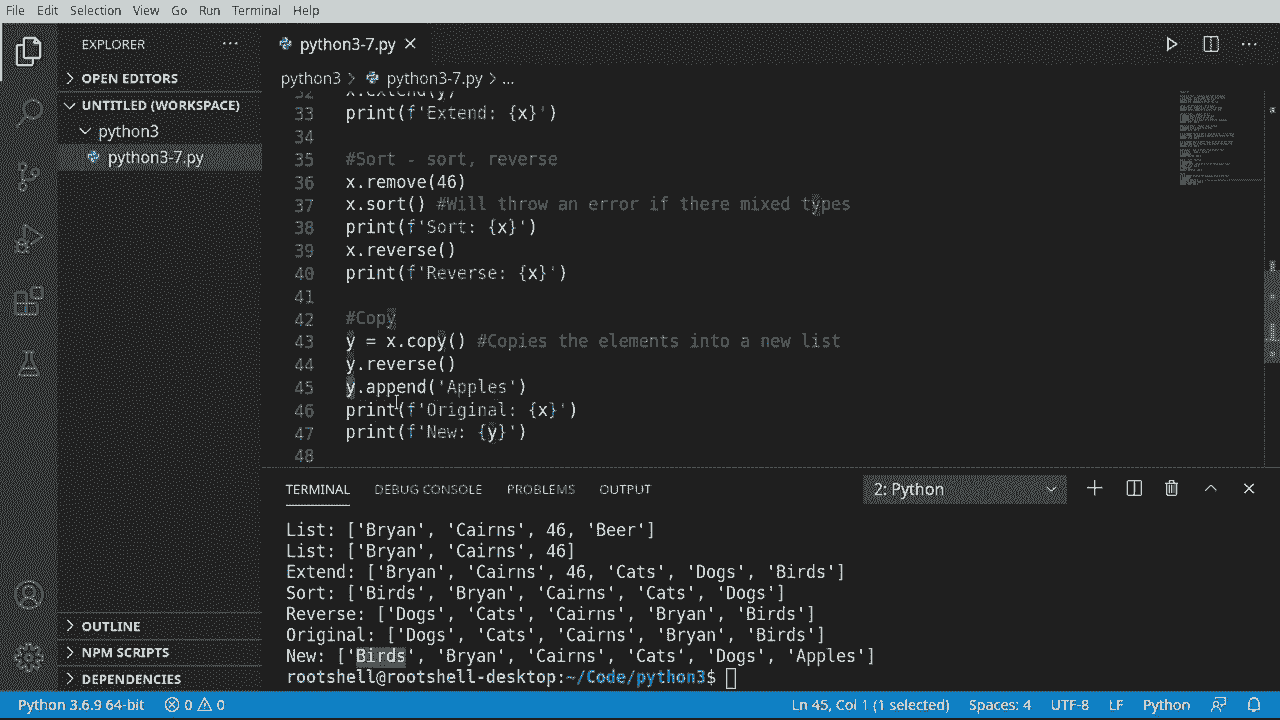 File Edit Selection View Go Run Terminal Help
EXPLORER ···
OPEN EDITORS
UNTITLED (WORKSPACE)
python3
python3-7.py
OUTLINE
NPM SCRIPTS
DEPENDENCIES
python3-7.py
python3 > python3-7.py > ...
32 x.extend(y)
33 print(f'Extend: {x}')
34
35 #Sort - sort, reverse
36 x.remove(46)
37 x.sort() #Will throw an error if there mixed types
38 print(f'Sort: {x}')
39 x.reverse()
40 print(f'Reverse: {x}')
41
42 #Copy
43 y = x.copy() #Copies the elements into a new list
44 y.reverse()
45 y.append('Apples')
46 print(f'Original: {x}')
47 print(f'New: {y}')
48
TERMINAL DEBUG CONSOLE PROBLEMS OUTPUT 2: Python
List: ['Bryan', 'Cairns', 46, 'Beer']
List: ['Bryan', 'Cairns', 46]
Extend: ['Bryan', 'Cairns', 46, 'Cats', 'Dogs', 'Birds']
Sort: ['Birds', 'Bryan', 'Cairns', 'Cats', 'Dogs']
Reverse: ['Dogs', 'Cats', 'Cairns', 'Bryan', 'Birds']
Original: ['Dogs', 'Cats', 'Cairns', 'Bryan', 'Birds']
New: ['Birds', 'Bryan', 'Cairns', 'Cats', 'Dogs', 'Apples']
rootshell@rootshell-desktop:~/Code/python3$
Python 3.6.9 64-bit 0 0 Ln 45, Col 1 (1 selected) Spaces: 4 UTF-8 LF Python